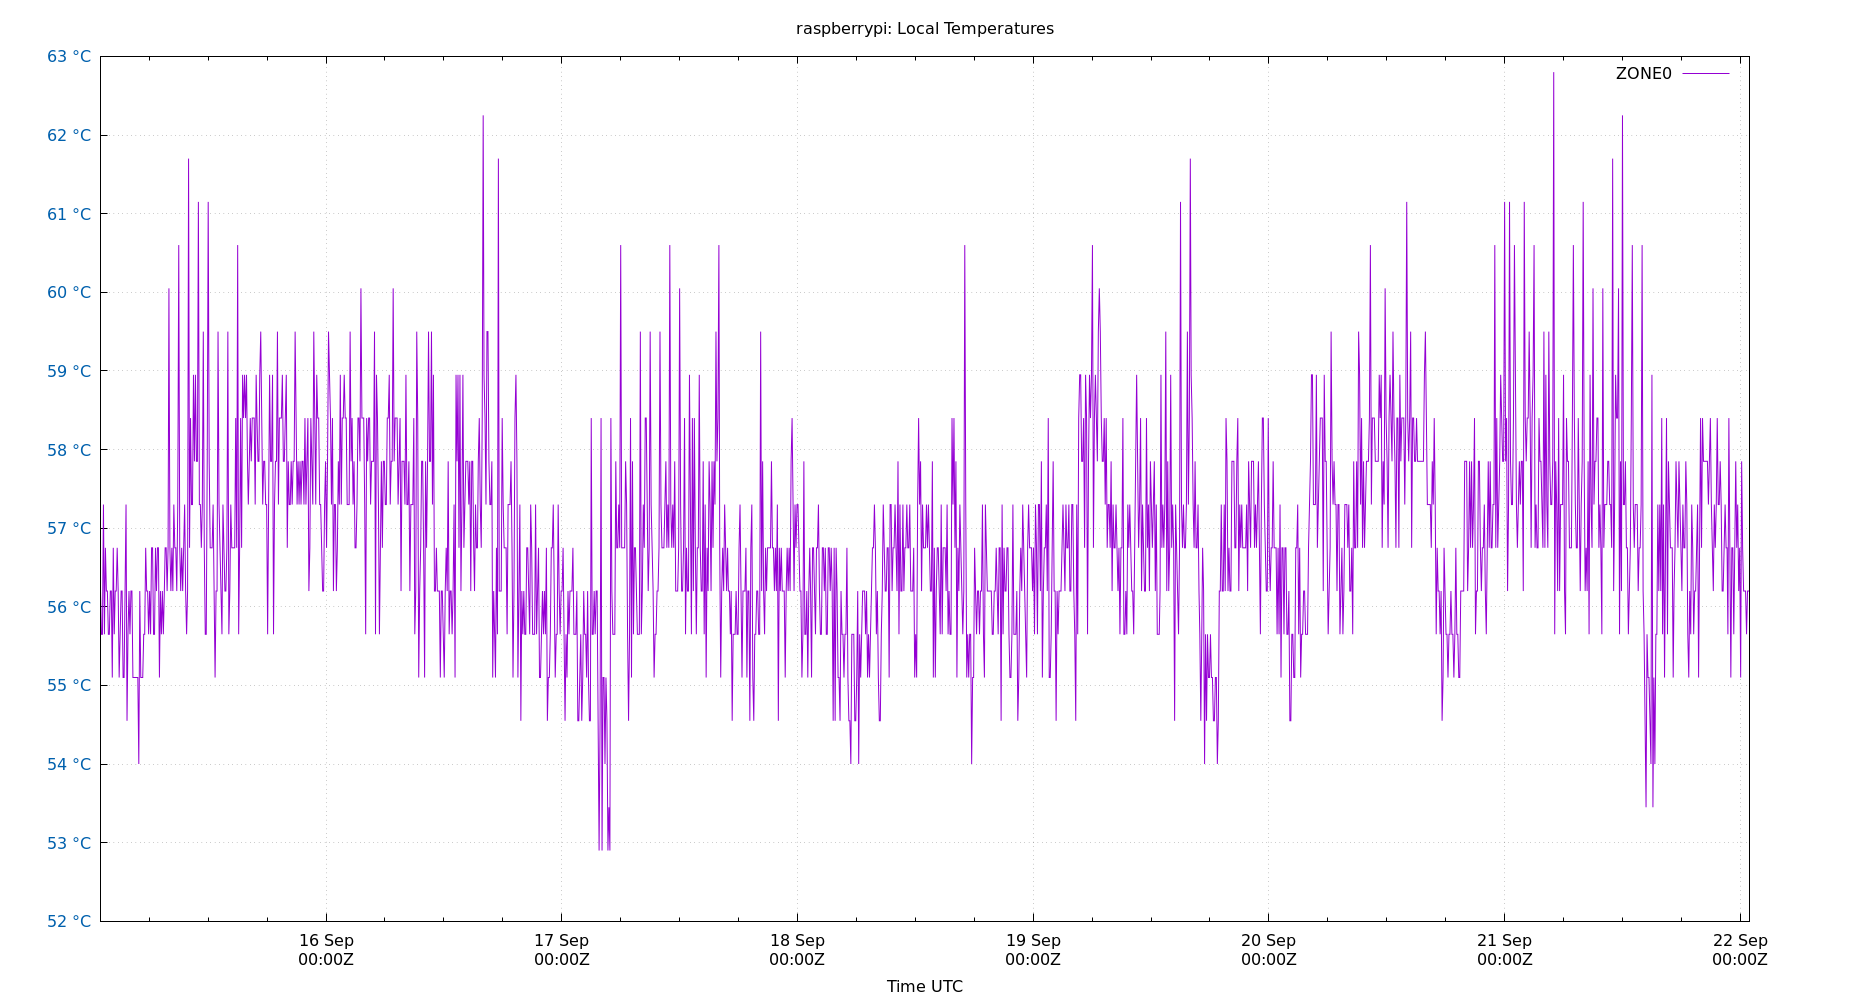 raspberrypi: Local Temperatures
63 °C
ZONE0
62 °C
61 °C
60 °C
59 °C
58 °C
57 °C
56 °C
55 °C
54 °C
53 °C
52 °C
16 Sep 17 Sep 18 Sep 19 Sep 20 Sep 21 Sep 22 Sep
00:00Z 00:00Z 00:00Z 00:00Z 00:00Z 00:00Z 00:00Z
Time UTC